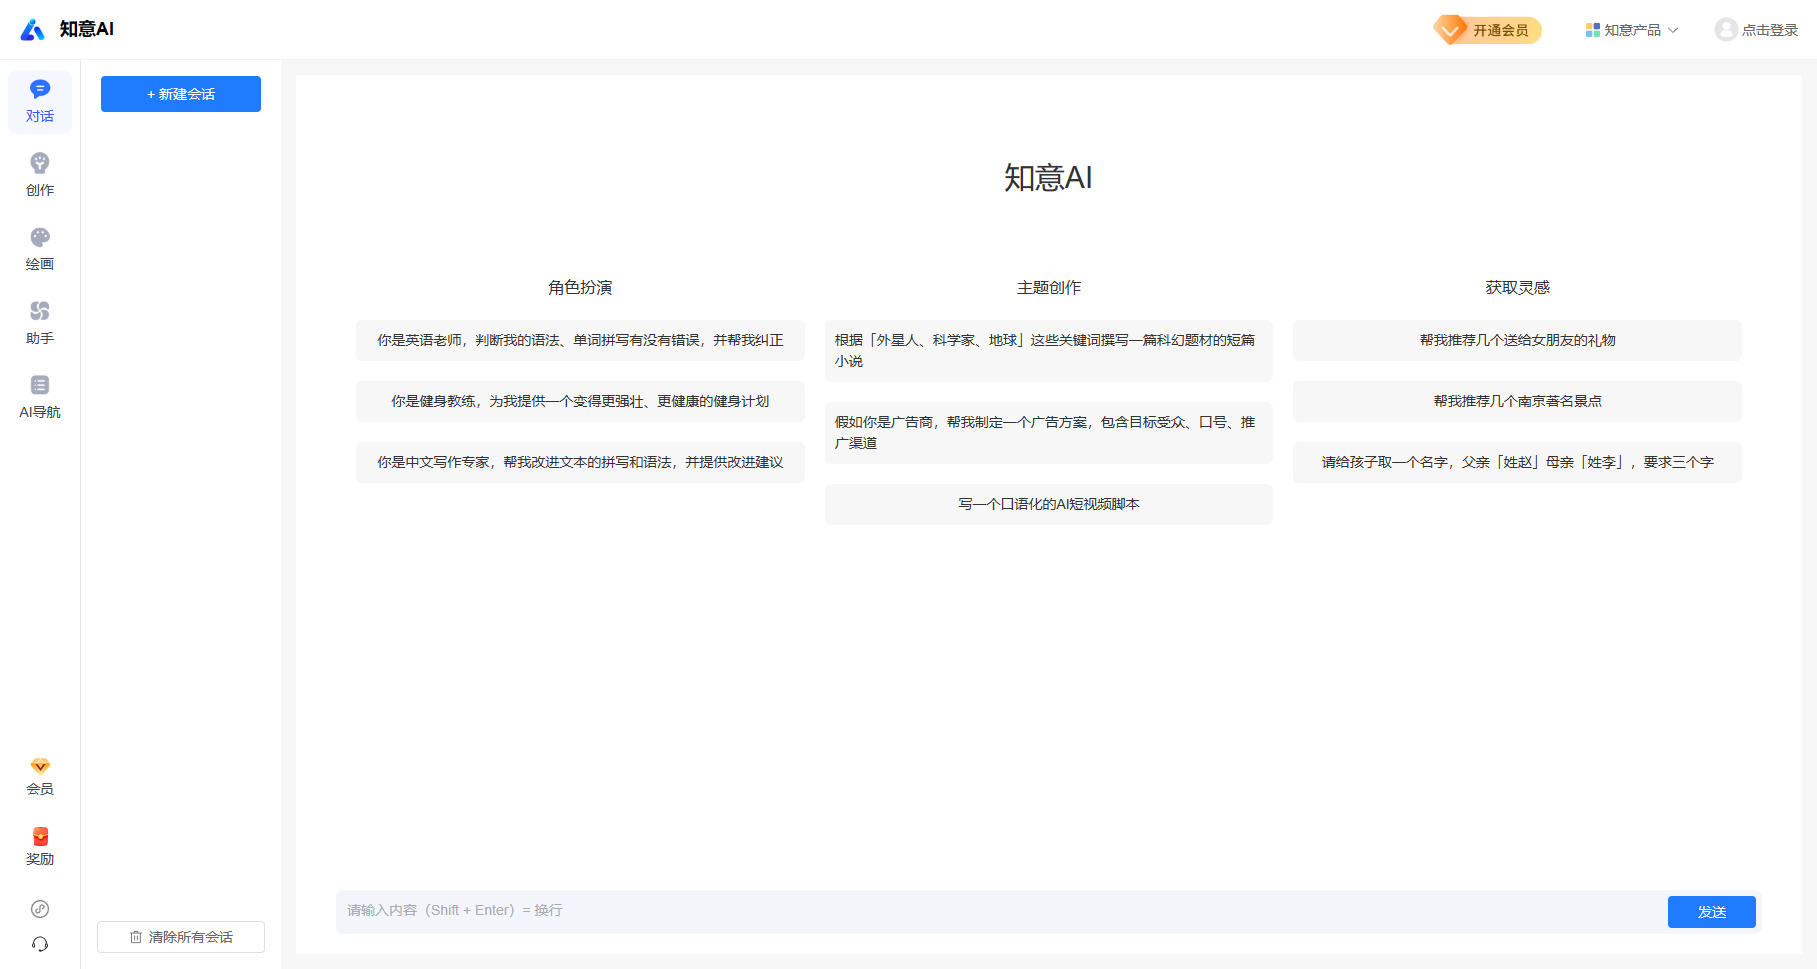 知意AI
开通会员
知意产品
点击登录
对话
创作
绘画
助手
AI导航
会员
奖励
+ 新建会话
清除所有会话
知意AI
角色扮演
你是英语老师，判断我的语法、单词拼写有没有错误，并帮我纠正
你是健身教练，为我提供一个变得更强壮、更健康的健身计划
你是中文写作专家，帮我改进文本的拼写和语法，并提供改进建议
主题创作
根据「外星人、科学家、地球」这些关键词撰写一篇科幻题材的短篇
小说
假如你是广告商，帮我制定一个广告方案，包含目标受众、口号、推
广渠道
写一个口语化的AI短视频脚本
获取灵感
帮我推荐几个送给女朋友的礼物
帮我推荐几个南京著名景点
请给孩子取一个名字，父亲「姓赵」母亲「姓李」，要求三个字
请输入内容（Shift + Enter）= 换行
发送